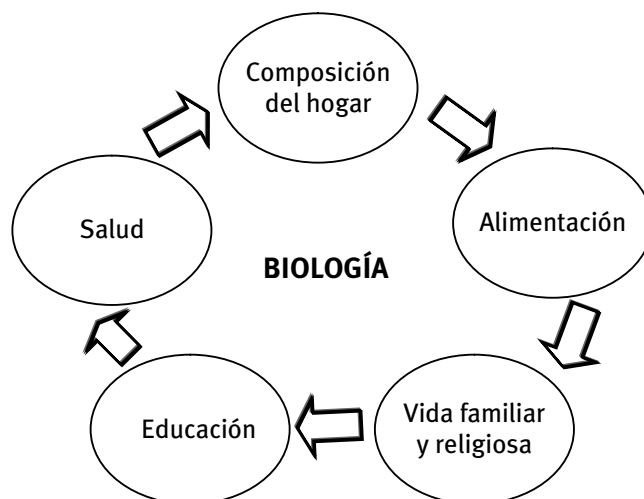 Composición
del hogar
Alimentación
Vida familiar
y religiosa
Educación
Salud
BIOLOGÍA